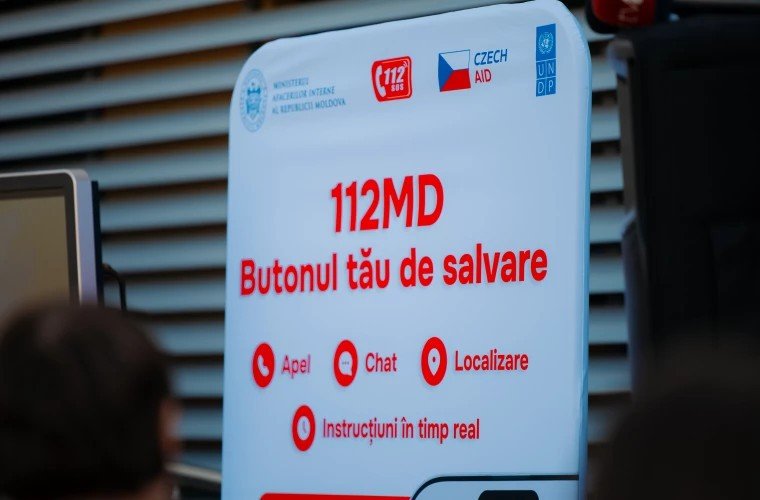 MINISTERUL
AFACERILOR INTERNE
AL REPUBLICII MOLDOVA
112
SOS
CZECH
AID
U N
D P
112MD
Butonul tău de salvare
Apel
Chat
Localizare
Instrucțiuni în timp real